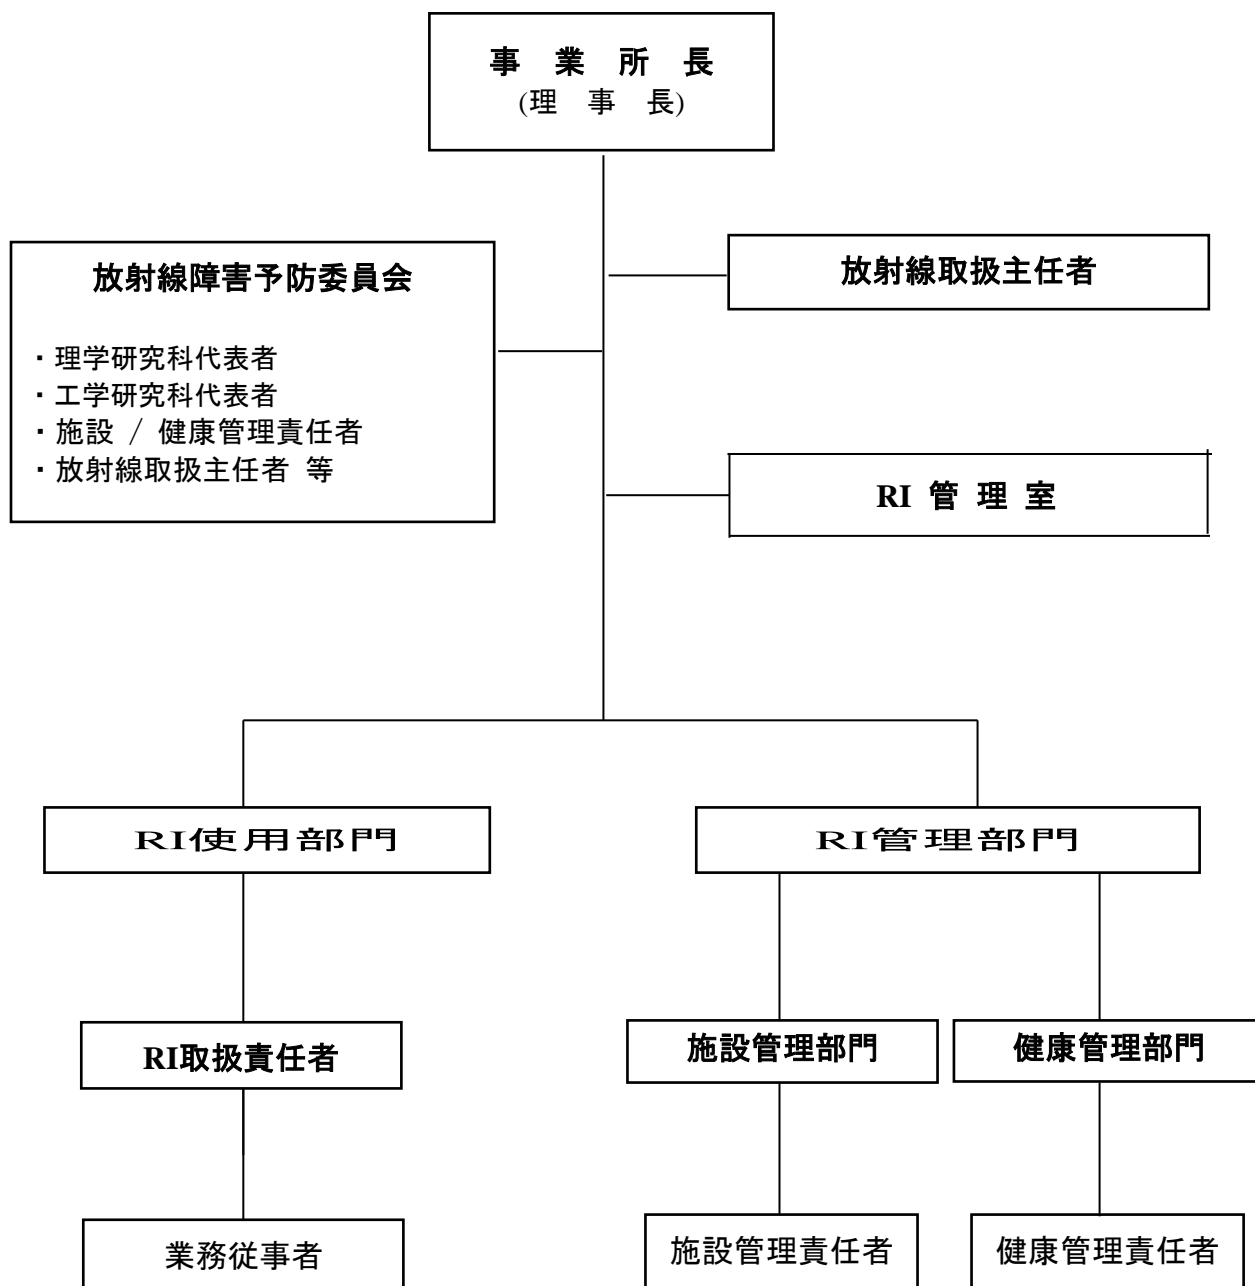 事 業 所 長
(理 事 長)
放射線障害予防委員会
・理学研究科代表者
・工学研究科代表者
・施設 / 健康管理責任者
・放射線取扱主任者 等
放射線取扱主任者
RI 管 理 室
RI使用部門
RI管理部門
RI取扱責任者
施設管理部門
健康管理部門
業務従事者
施設管理責任者
健康管理責任者